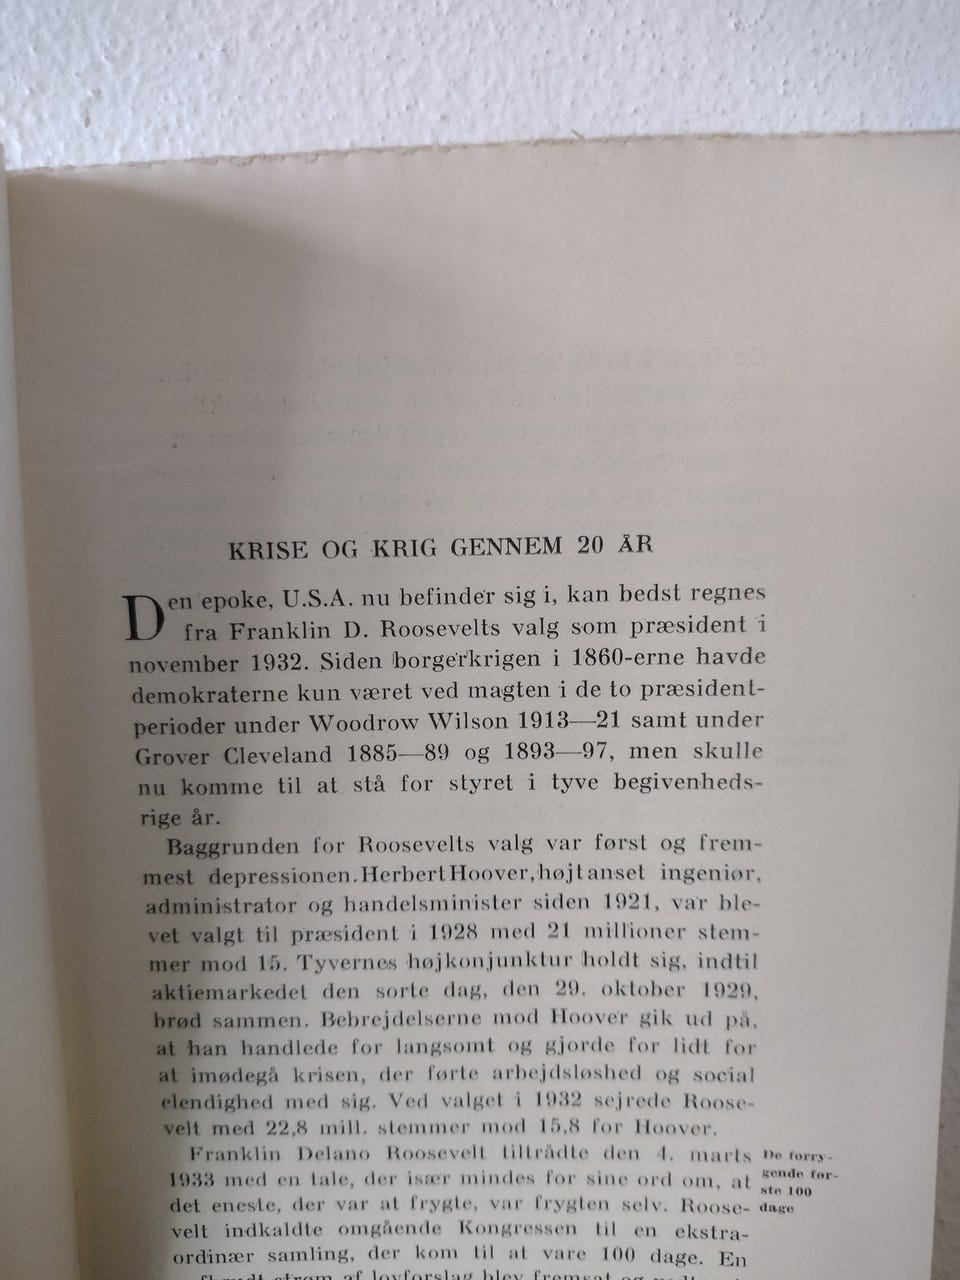 KRISE OG KRIG GENNEM 20 ÅR
Den epoke, U.S.A. nu befinder sig i, kan bedst regnes
fra Franklin D. Roosevelts valg som præsident i
november 1932. Siden borgerkrigen i 1860-erne havde
demokraterne kun været ved magten i de to præsident-
perioder under Woodrow Wilson 1913—21 samt under
Grover Cleveland 1885—89 og 1893—97, men skulle
nu komme til at stå for styret i tyve begivenheds-
rige år.
Baggrunden for Roosevelts valg var først og frem-
mest depressionen. Herbert Hoover, højt anset ingeniør,
administrator og handelsminister siden 1921, var ble-
vet valgt til præsident i 1928 med 21 millioner stem-
mer mod 15. Tyvernes højkonjunktur holdt sig, indtil
aktiemarkedet den sorte dag, den 29. oktober 1929,
brød sammen. Bebrejdelserne mod Hoover gik ud på,
at han handlede for langsomt og gjorde for lidt for
at imødegå krisen, der førte arbejdsløshed og social
elendighed med sig. Ved valget i 1932 sejrede Roose-
velt med 22,8 mill. stemmer mod 15,8 for Hoover.
Franklin Delano Roosevelt tiltrådte den 4. marts
1933 med en tale, der især mindes for sine ord om, at
det eneste, der var at frygte, var frygten selv. Roose-
velt indkaldte omgående Kongressen til en ekstra-
ordinær samling, der kom til at vare 100 dage. En
strøm af lovforslag blev fremsat og
De forry-
gende før-
ste 100
dage